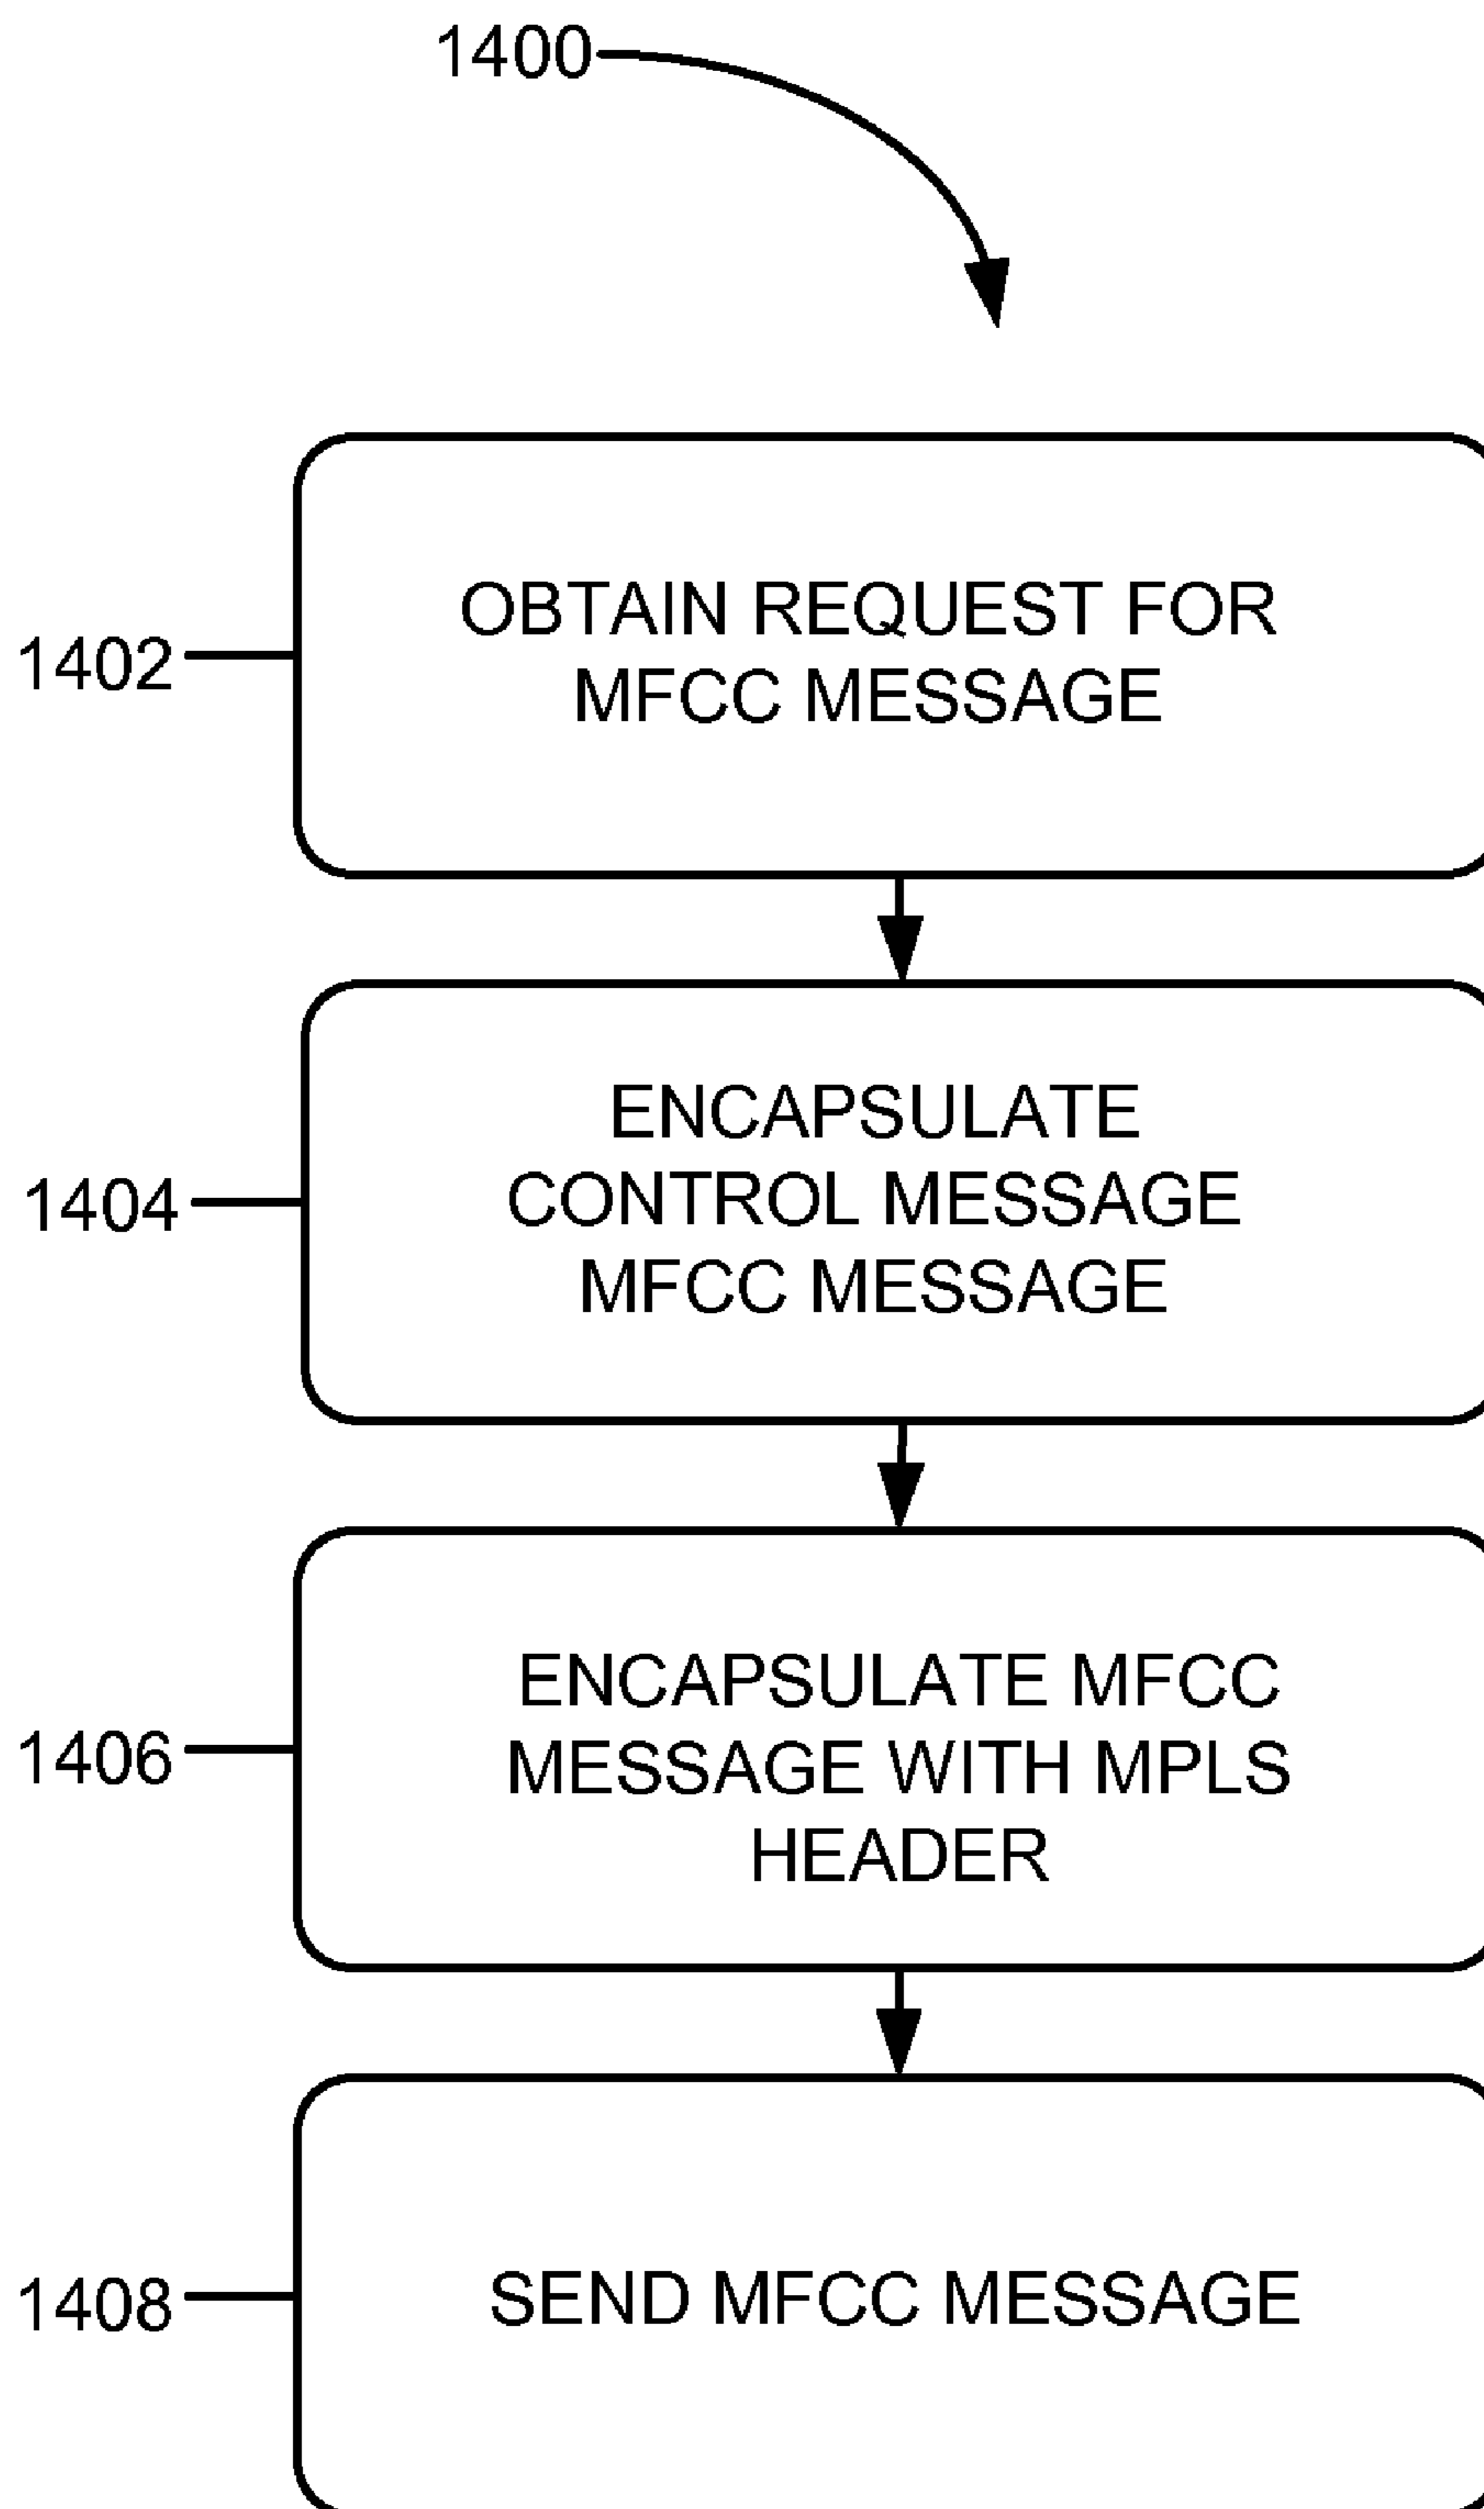 1400
1402
OBTAIN REQUEST FOR
MFCC MESSAGE
1404
ENCAPSULATE
CONTROL MESSAGE
MFCC MESSAGE
1406
ENCAPSULATE MFCC
MESSAGE WITH MPLS
HEADER
1408
SEND MFCC MESSAGE